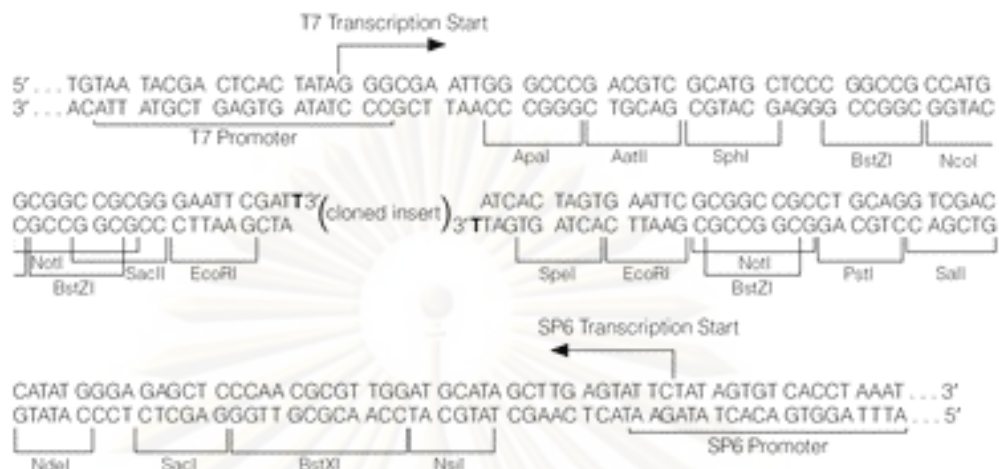 T7 Transcription Start
5′ ... TGTAA TACGA CTCAC TATAG GGCGA ATTGG GCCCG ACGTC GCATG CTCCC GGCCG CCATG
3′ ... ACATT ATGCT GAGTG ATATC CCGCT TAACC CGGGC TGCAG CGTAC GAGGG CCGGC GGTAC
T7 Promoter
ApaI AatII SphI BstZI NcoI
GCGGC CGCGG GAATT CGATT3′ (cloned insert) ATCAC TAGTG AATTC GCGGC CGCCT GCAGG TCGAC
CGCCG GCGCC CTTAA GCTA 3′TTAGTG ATCAC TTAAG CGCCG GCGGA CGTCC AGCTG
NotI SacII EcoRI SpeI EcoRI NotI PstI SalI
BstZI BstZI
SP6 Transcription Start
CATAT GGGA GAGCT CCCAA CGCGT TGGAT GCATA GCTTG AGTAT TCTAT AGTGT CACCT AAAT ... 3′
GTATA CCCT CTCGAG GGTT GCGCA ACCTA CGTAT CGAAC TCATA AGATA TCACA GTGGA TTTA ... 5′
NdeI SacI BstXI NsiI SP6 Promoter